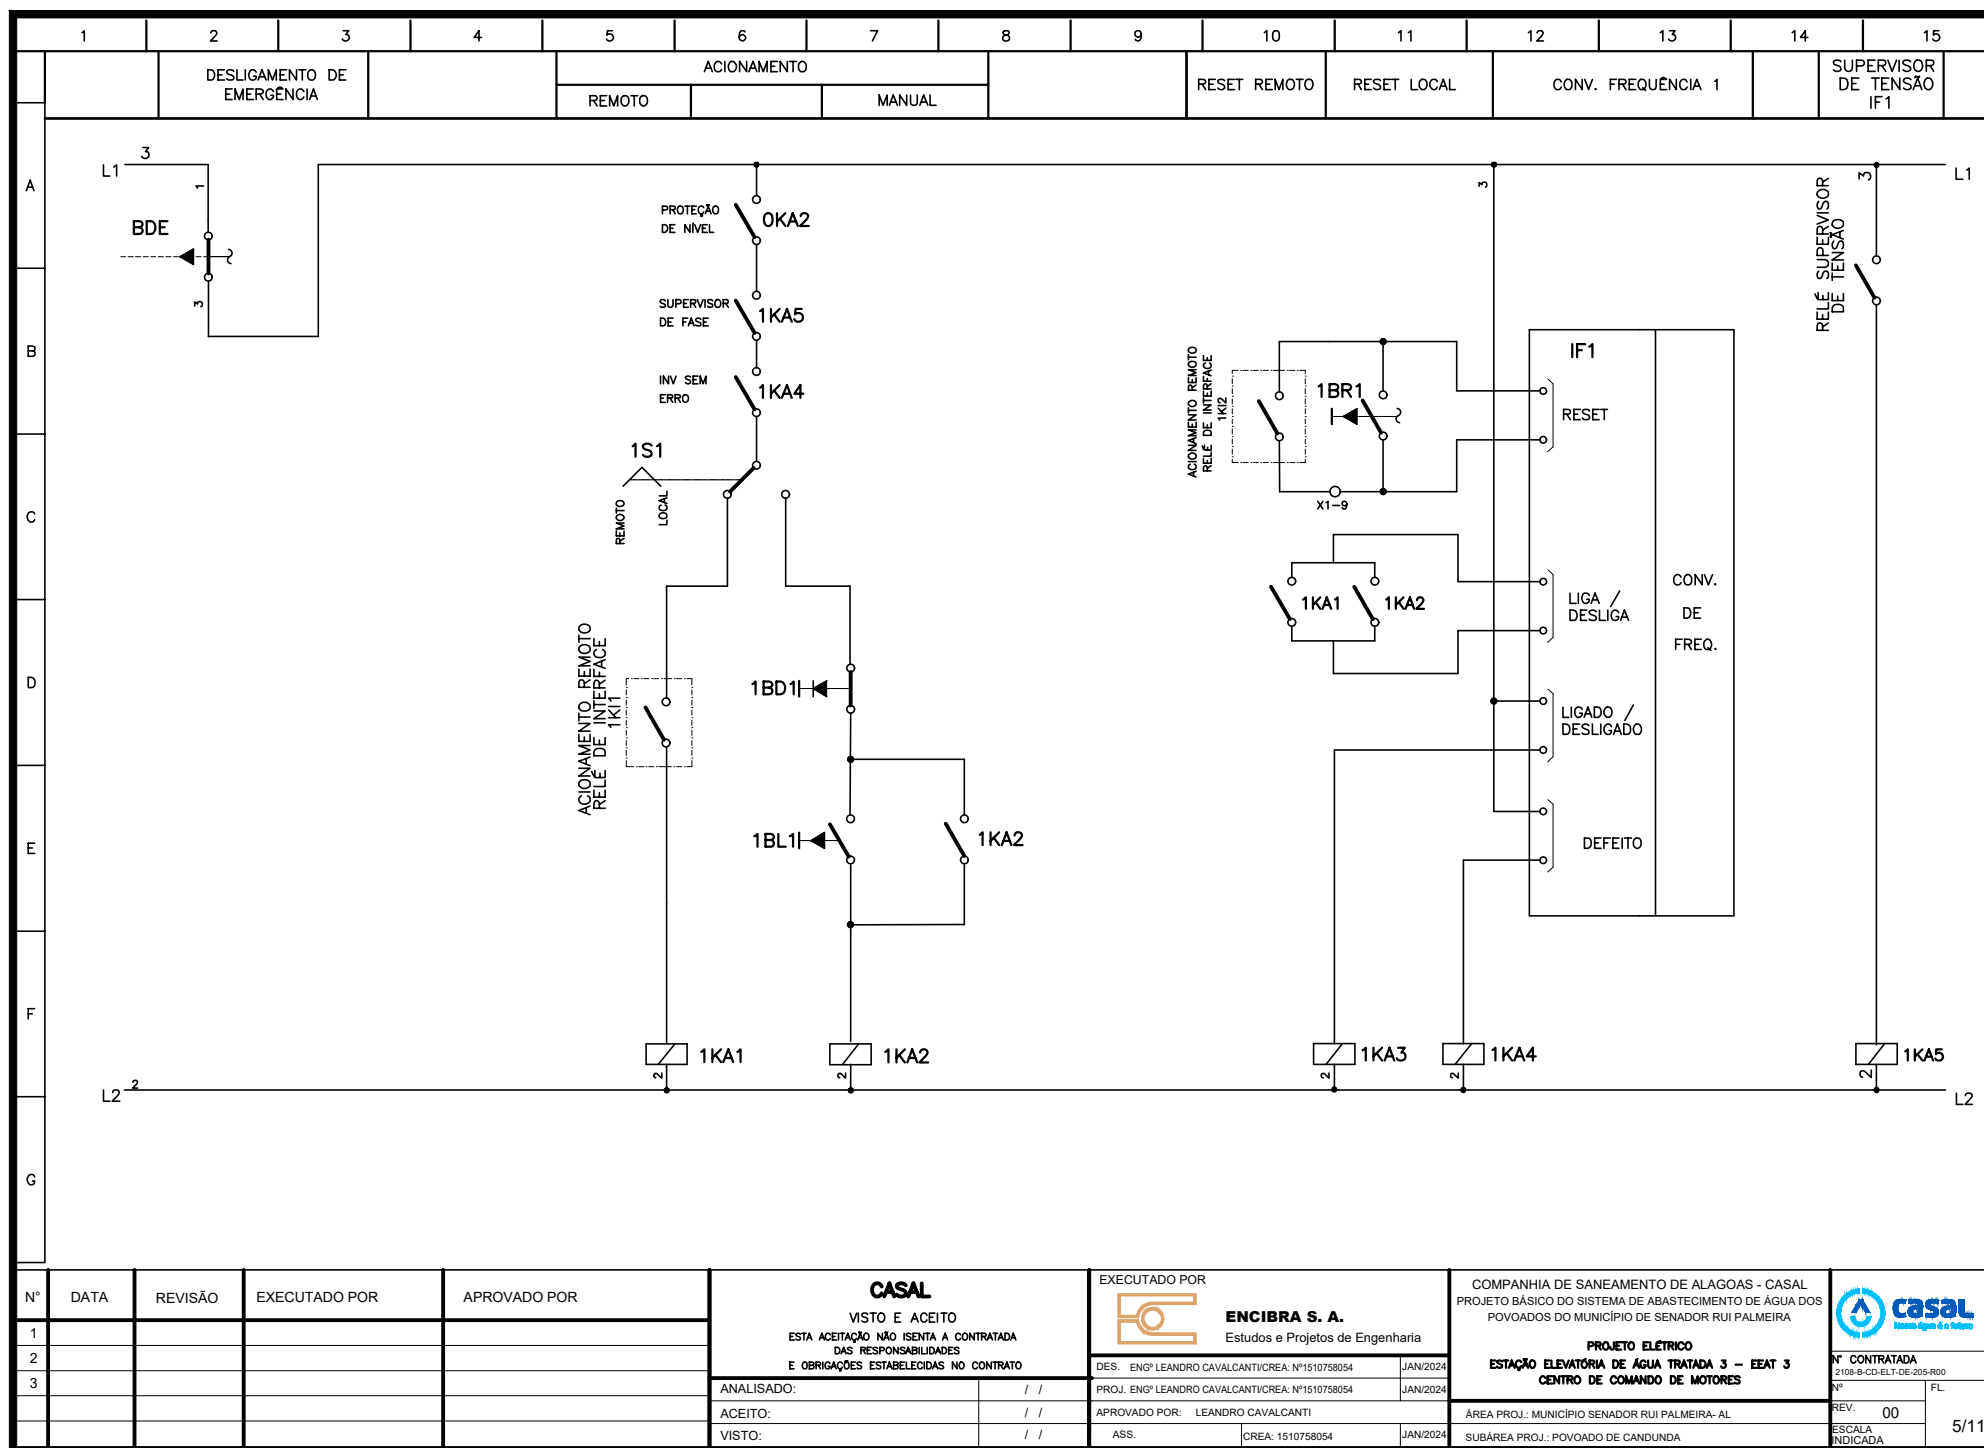 1 2 3 4 5 6 7 8 9 10 11 12 13 14 15
DESLIGAMENTO DE
EMERGÊNCIA
ACIONAMENTO
REMOTO
MANUAL
RESET REMOTO
RESET LOCAL
CONV. FREQUÊNCIA 1
SUPERVISOR
DE TENSÃO
IF1
A
B
C
D
E
F
G
L1
3
1
BDE
3
PROTEÇÃO
DE NÍVEL
0KA2
SUPERVISOR
DE FASE
1KA5
INV SEM
ERRO
1KA4
1S1
REMOTO
LOCAL
ACIONAMENTO REMOTO
RELÉ DE INTERFACE
1KI1
1BD1
1BL1
1KA2
1KA1
2
1KA2
2
ACIONAMENTO REMOTO
RELÉ DE INTERFACE
1KI2
1BR1
X1-9
1KA1
1KA2
3
IF1
RESET
LIGA /
DESLIGA
LIGADO /
DESLIGADO
DEFEITO
CONV.
DE
FREQ.
1KA3
2
1KA4
2
L1
3
RELÉ SUPERVISOR
DE TENSÃO
1KA5
2
L2
2
L2
N° DATA REVISÃO EXECUTADO POR APROVADO POR
1
2
3
CASAL
VISTO E ACEITO
ESTA ACEITAÇÃO NÃO ISENTA A CONTRATADA
DAS RESPONSABILIDADES
E OBRIGAÇÕES ESTABELECIDAS NO CONTRATO
ANALISADO: / /
ACEITO: / /
VISTO: / /
EXECUTADO POR
ENCIBRA S. A.
Estudos e Projetos de Engenharia
DES. ENGº LEANDRO CAVALCANTI/CREA: Nº1510758054 JAN/2024
PROJ. ENGº LEANDRO CAVALCANTI/CREA: Nº1510758054 JAN/2024
APROVADO POR: LEANDRO CAVALCANTI
ASS. CREA: 1510758054 JAN/2024
COMPANHIA DE SANEAMENTO DE ALAGOAS - CASAL
PROJETO BÁSICO DO SISTEMA DE ABASTECIMENTO DE ÁGUA DOS
POVOADOS DO MUNICÍPIO DE SENADOR RUI PALMEIRA
PROJETO ELÉTRICO
ESTAÇÃO ELEVATÓRIA DE ÁGUA TRATADA 3 – EEAT 3
CENTRO DE COMANDO DE MOTORES
ÁREA PROJ.: MUNICÍPIO SENADOR RUI PALMEIRA- AL
SUBÁREA PROJ.: POVOADO DE CANDUNDA
casal
Nossa água é o futuro
N° CONTRATADA
2108-B-CD-ELT-DE-205-R00
Nº
FL.
REV. 00
5/11
ESCALA
INDICADA